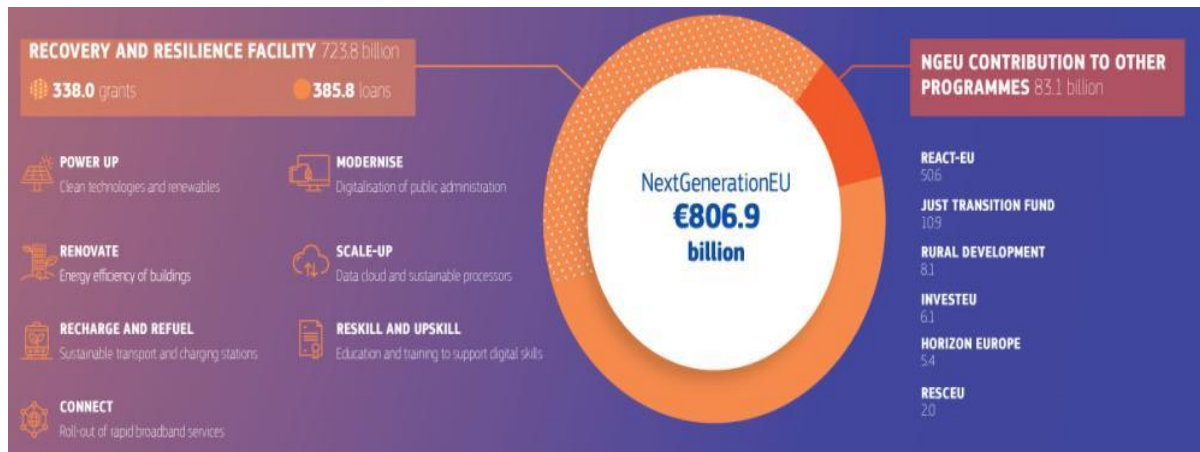 RECOVERY AND RESILIENCE FACILITY 723.8 billion
338.0 grants
385.8 loans
POWER UP
Clean technologies and renewables
MODERNISE
Digitalisation of public administration
RENOVATE
Energy efficiency of buildings
SCALE-UP
Data cloud and sustainable processors
RECHARGE AND REFUEL
Sustainable transport and charging stations
RESKILL AND UPSKILL
Education and training to support digital skills
CONNECT
Roll-out of rapid broadband services
NextGenerationEU
€806.9
billion
NGEU CONTRIBUTION TO OTHER
PROGRAMMES 83.1 billion
REACT-EU
50.6
JUST TRANSITION FUND
10.9
RURAL DEVELOPMENT
8.1
INVESTEU
6.1
HORIZON EUROPE
5.4
RESCEU
2.0